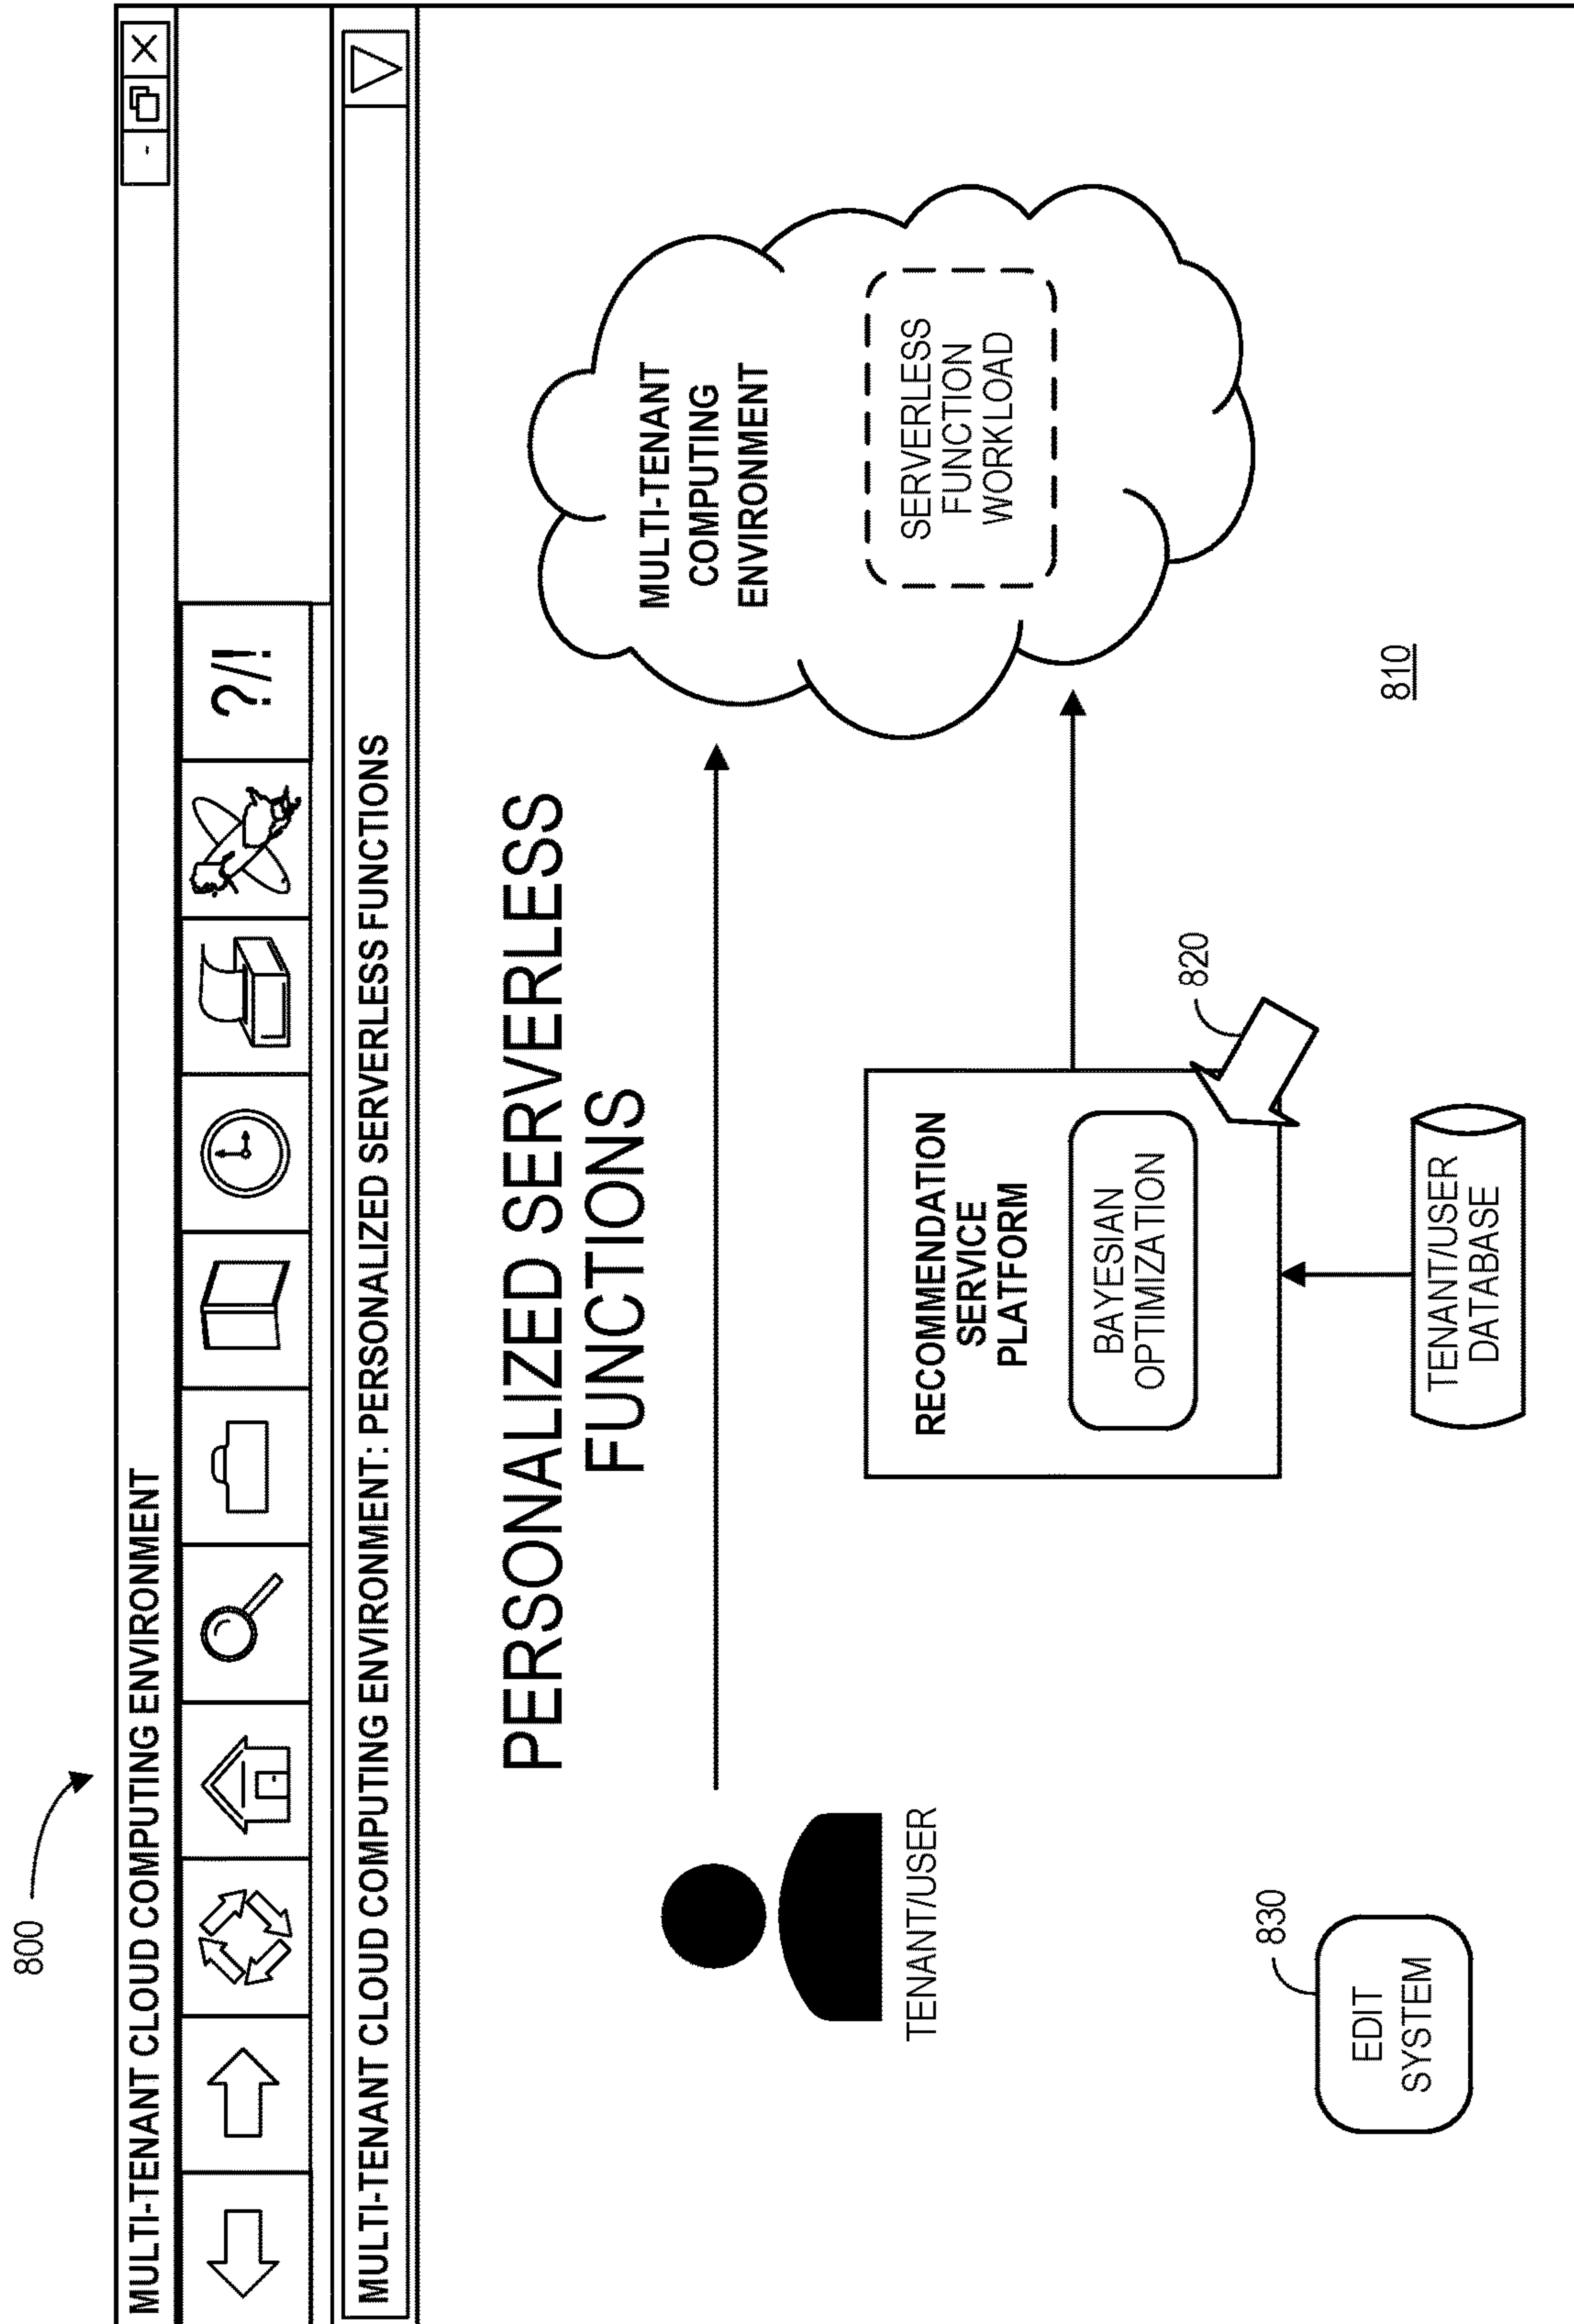 800
MULTI-TENANT CLOUD COMPUTING ENVIRONMENT
- X
?/!
MULTI-TENANT CLOUD COMPUTING ENVIRONMENT: PERSONALIZED SERVERLESS FUNCTIONS
PERSONALIZED SERVERLESS
FUNCTIONS
TENANT/USER
MULTI-TENANT
COMPUTING
ENVIRONMENT
SERVERLESS
FUNCTION
WORKLOAD
RECOMMENDATION
SERVICE
PLATFORM
BAYESIAN
OPTIMIZATION
820
TENANT/USER
DATABASE
830
EDIT
SYSTEM
810